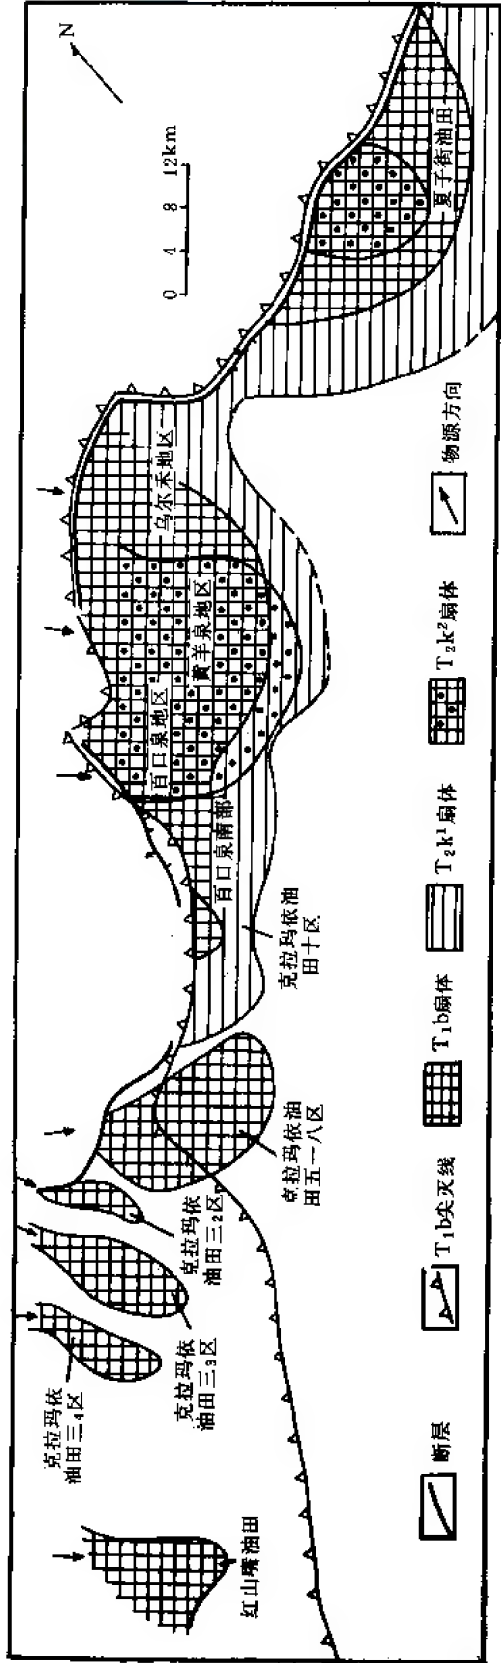 N
0 4 8 12km
克拉玛依
油田三₄区
克拉玛依
油田三₃区
克拉玛依
油田三₂区
红山嘴油田
克拉玛依油
田五一八区
克拉玛依油
田十区
百口泉南部
百口泉地区
黄羊泉地区
乌尔禾地区
夏子街油田
断层
T₁b尖灭线
T₁b扇体
T₂k¹扇体
T₂k²扇体
物源方向